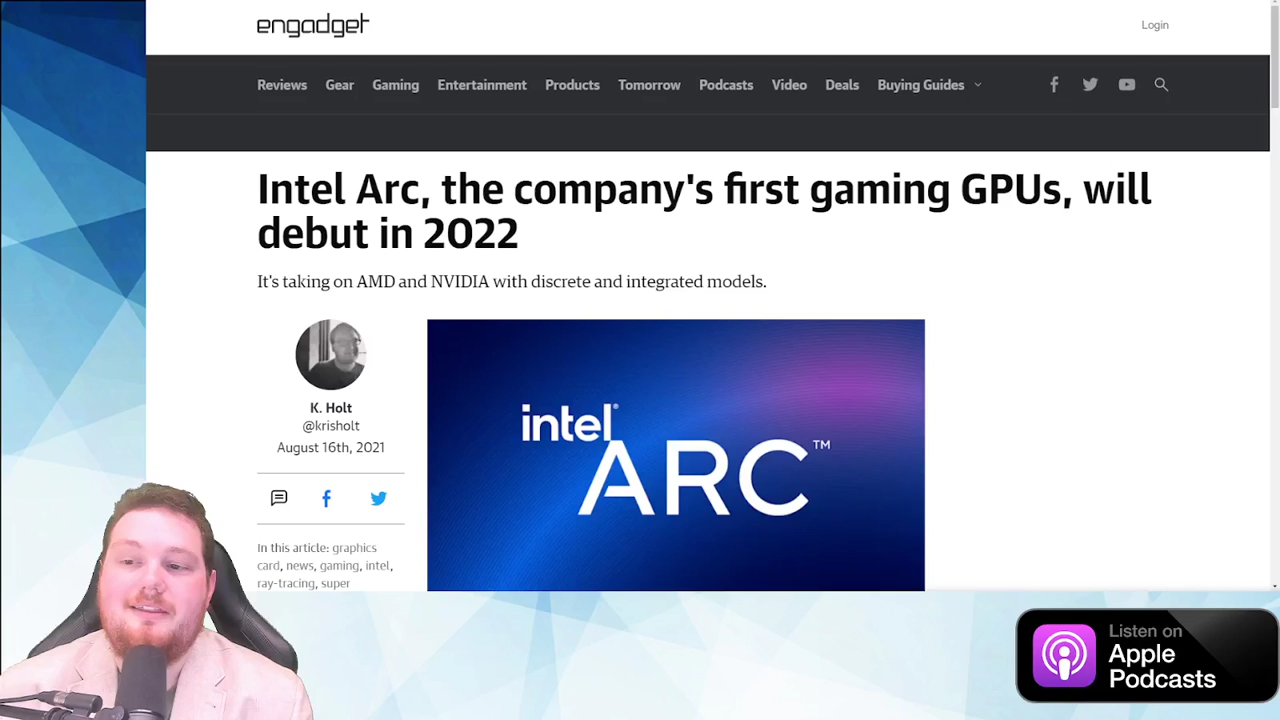 engadget
Login
Reviews Gear Gaming Entertainment Products Tomorrow Podcasts Video Deals Buying Guides
Intel Arc, the company's first gaming GPUs, will
debut in 2022
It's taking on AMD and NVIDIA with discrete and integrated models.
K. Holt
@krisholt
August 16th, 2021
In this article: graphics
card, news, gaming, intel,
ray-tracing, super
intel®
ARC™
Listen on
Apple
Podcasts